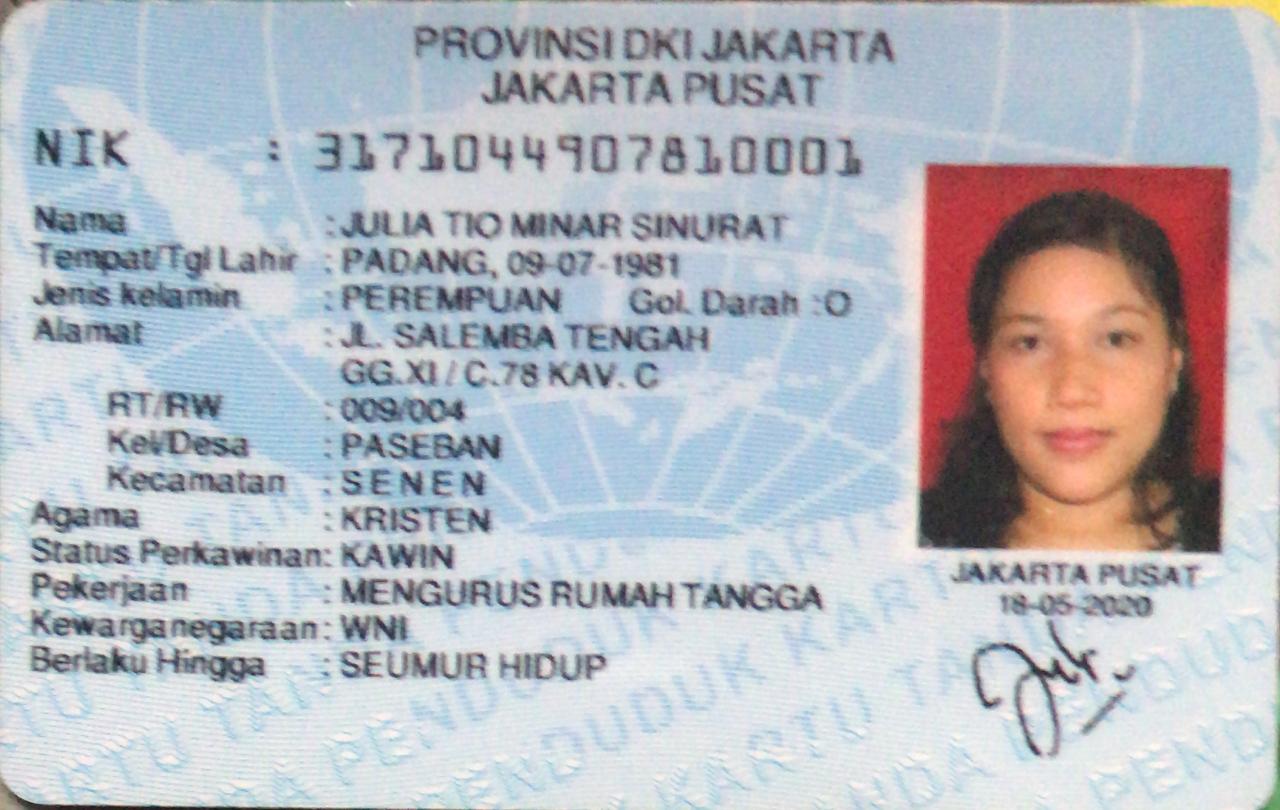 PROVINSI DKI JAKARTA
JAKARTA PUSAT
NIK : 3171044907810001
Nama : JULIA TIO MINAR SINURAT
Tempat/Tgl Lahir : PADANG, 09-07-1981
Jenis kelamin : PEREMPUAN Gol. Darah : O
Alamat : JL. SALEMBA TENGAH
GG.XI / C.78 KAV. C
RT/RW : 009/004
Kel/Desa : PASEBAN
Kecamatan : SENEN
Agama : KRISTEN
Status Perkawinan: KAWIN
Pekerjaan : MENGURUS RUMAH TANGGA
Kewarganegaraan: WNI
Berlaku Hingga : SEUMUR HIDUP
JAKARTA PUSAT
18-05-2020